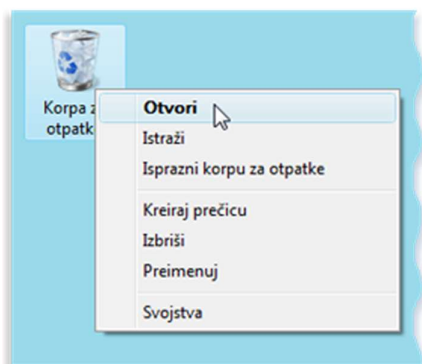 Korpa z
otpatk
Otvori
Istraži
Isprazni korpu za otpatke
Kreiraj prečicu
Izbriši
Preimenuj
Svojstva